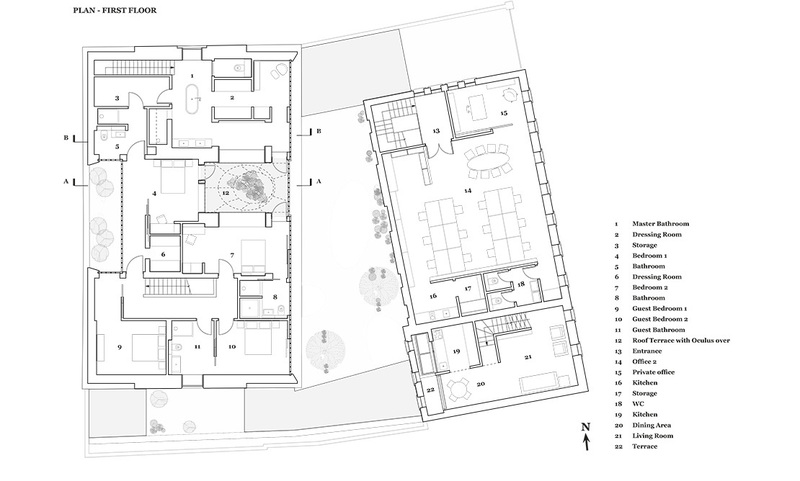 PLAN - FIRST FLOOR
1
2
3
15
13
B
B
5
A
A
4
12
14
6
7
8
16
17
18
9
11
10
19
21
22
20
N
1 Master Bathroom
2 Dressing Room
3 Storage
4 Bedroom 1
5 Bathroom
6 Dressing Room
7 Bedroom 2
8 Bathroom
9 Guest Bedroom 1
10 Guest Bedroom 2
11 Guest Bathroom
12 Roof Terrace with Oculus over
13 Entrance
14 Office 2
15 Private office
16 Kitchen
17 Storage
18 WC
19 Kitchen
20 Dining Area
21 Living Room
22 Terrace